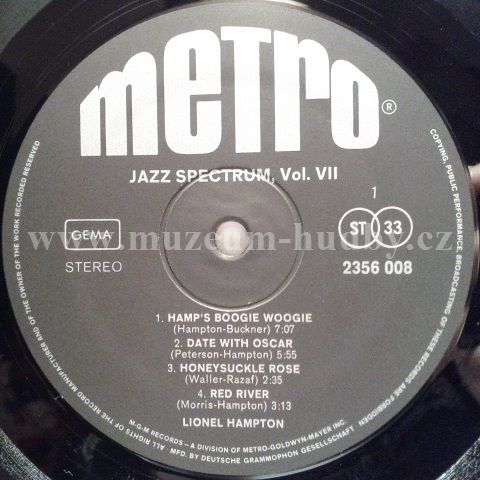 metro®
JAZZ SPECTRUM, Vol. VII
1
GEMA
ST 33
STEREO
2356 008
www.muzeum-hudby.cz
1. HAMP'S BOOGIE WOOGIE
(Hampton-Buckner) 7:07
2. DATE WITH OSCAR
(Peterson-Hampton) 5:55
3. HONEYSUCKLE ROSE
(Waller-Razaf) 2:35
4. RED RIVER
(Morris-Hampton) 3:13
LIONEL HAMPTON
M-G-M RECORDS – A DIVISION OF METRO-GOLDWYN-MAYER INC.
MFD. BY DEUTSCHE GRAMMOPHON GESELLSCHAFT
ALL RIGHTS OF THE RECORD MANUFACTURER AND OF THE OWNER OF THE WORK RECORDED RESERVED
COPYING, PUBLIC PERFORMANCE, BROADCASTING OF THESE RECORDS ARE FORBIDDEN